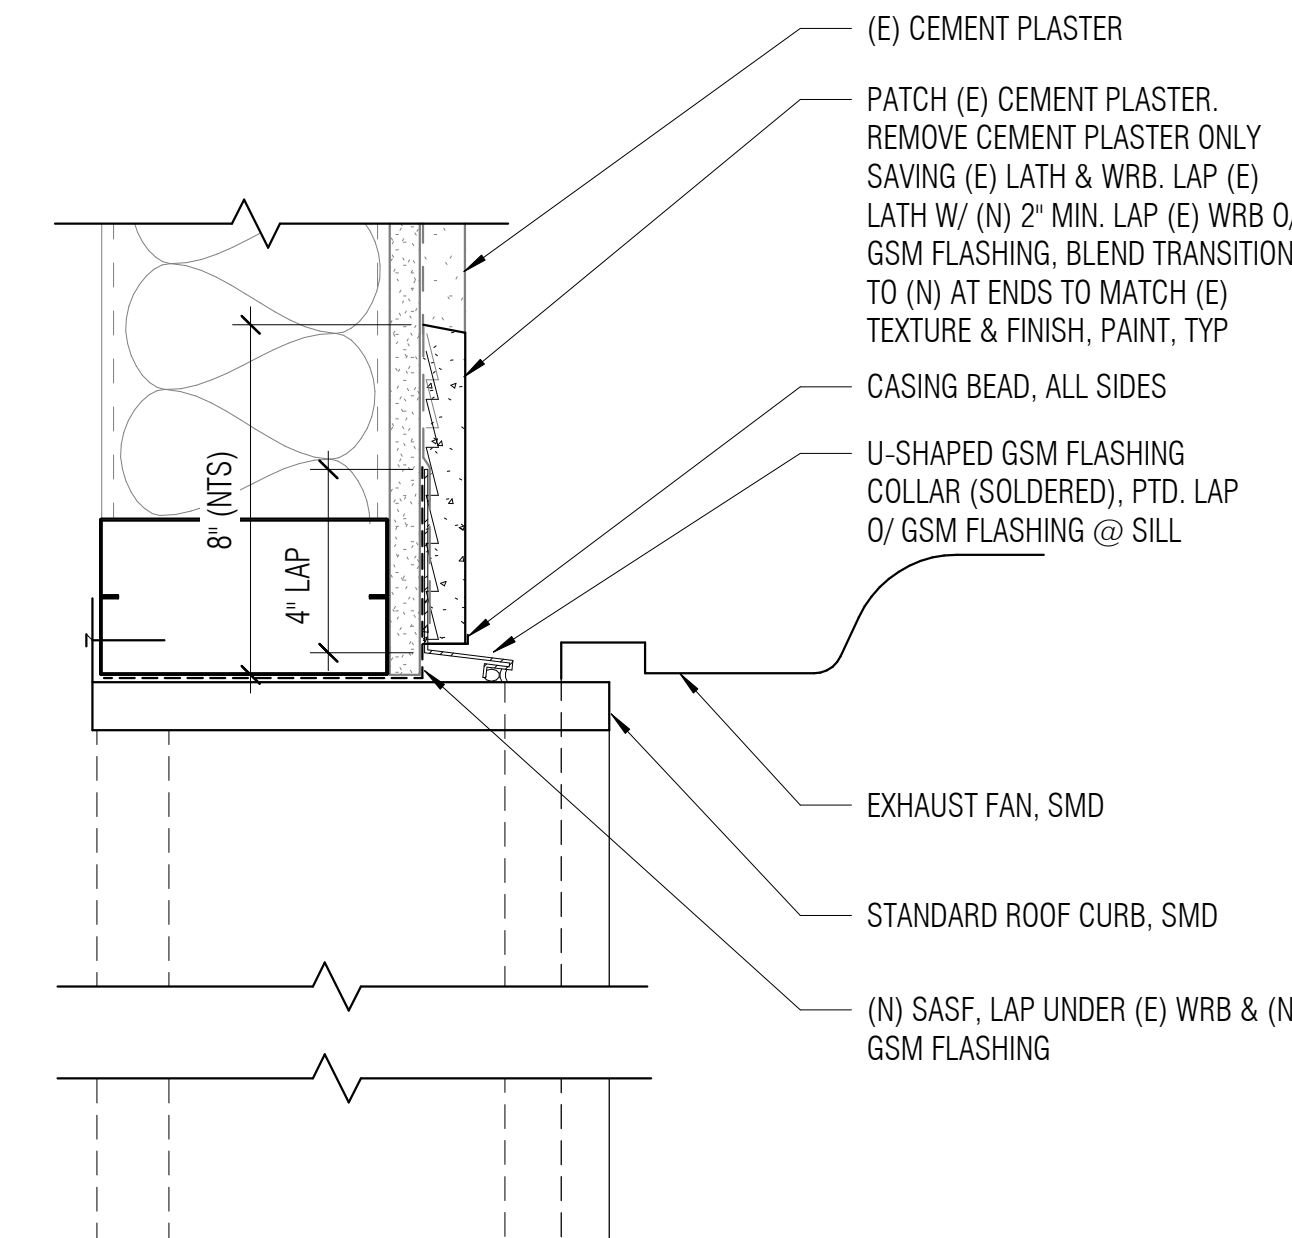 (E) CEMENT PLASTER
PATCH (E) CEMENT PLASTER.
REMOVE CEMENT PLASTER ONLY
SAVING (E) LATH & WRB. LAP (E)
LATH W/ (N) 2" MIN. LAP (E) WRB O/
GSM FLASHING, BLEND TRANSITION
TO (N) AT ENDS TO MATCH (E)
TEXTURE & FINISH, PAINT, TYP
CASING BEAD, ALL SIDES
U-SHAPED GSM FLASHING
COLLAR (SOLDERED), PTD. LAP
O/ GSM FLASHING @ SILL
8" (NTS)
4" LAP
EXHAUST FAN, SMD
STANDARD ROOF CURB, SMD
(N) SASF, LAP UNDER (E) WRB & (N
GSM FLASHING